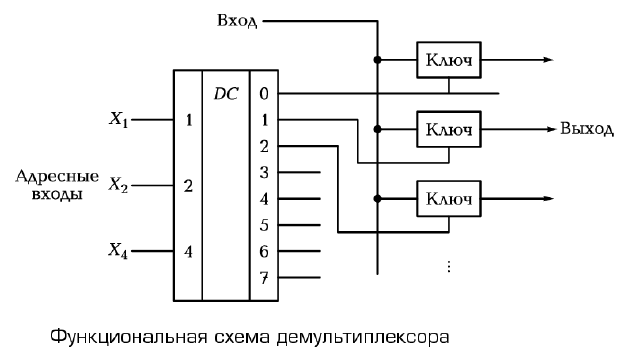 Вход
Ключ
DC
0
X1
1
1
Ключ
Выход
2
Адресные
входы
X2
2
3
4
Ключ
5
X4
4
6
7
⋮
Функциональная схема демультиплексора